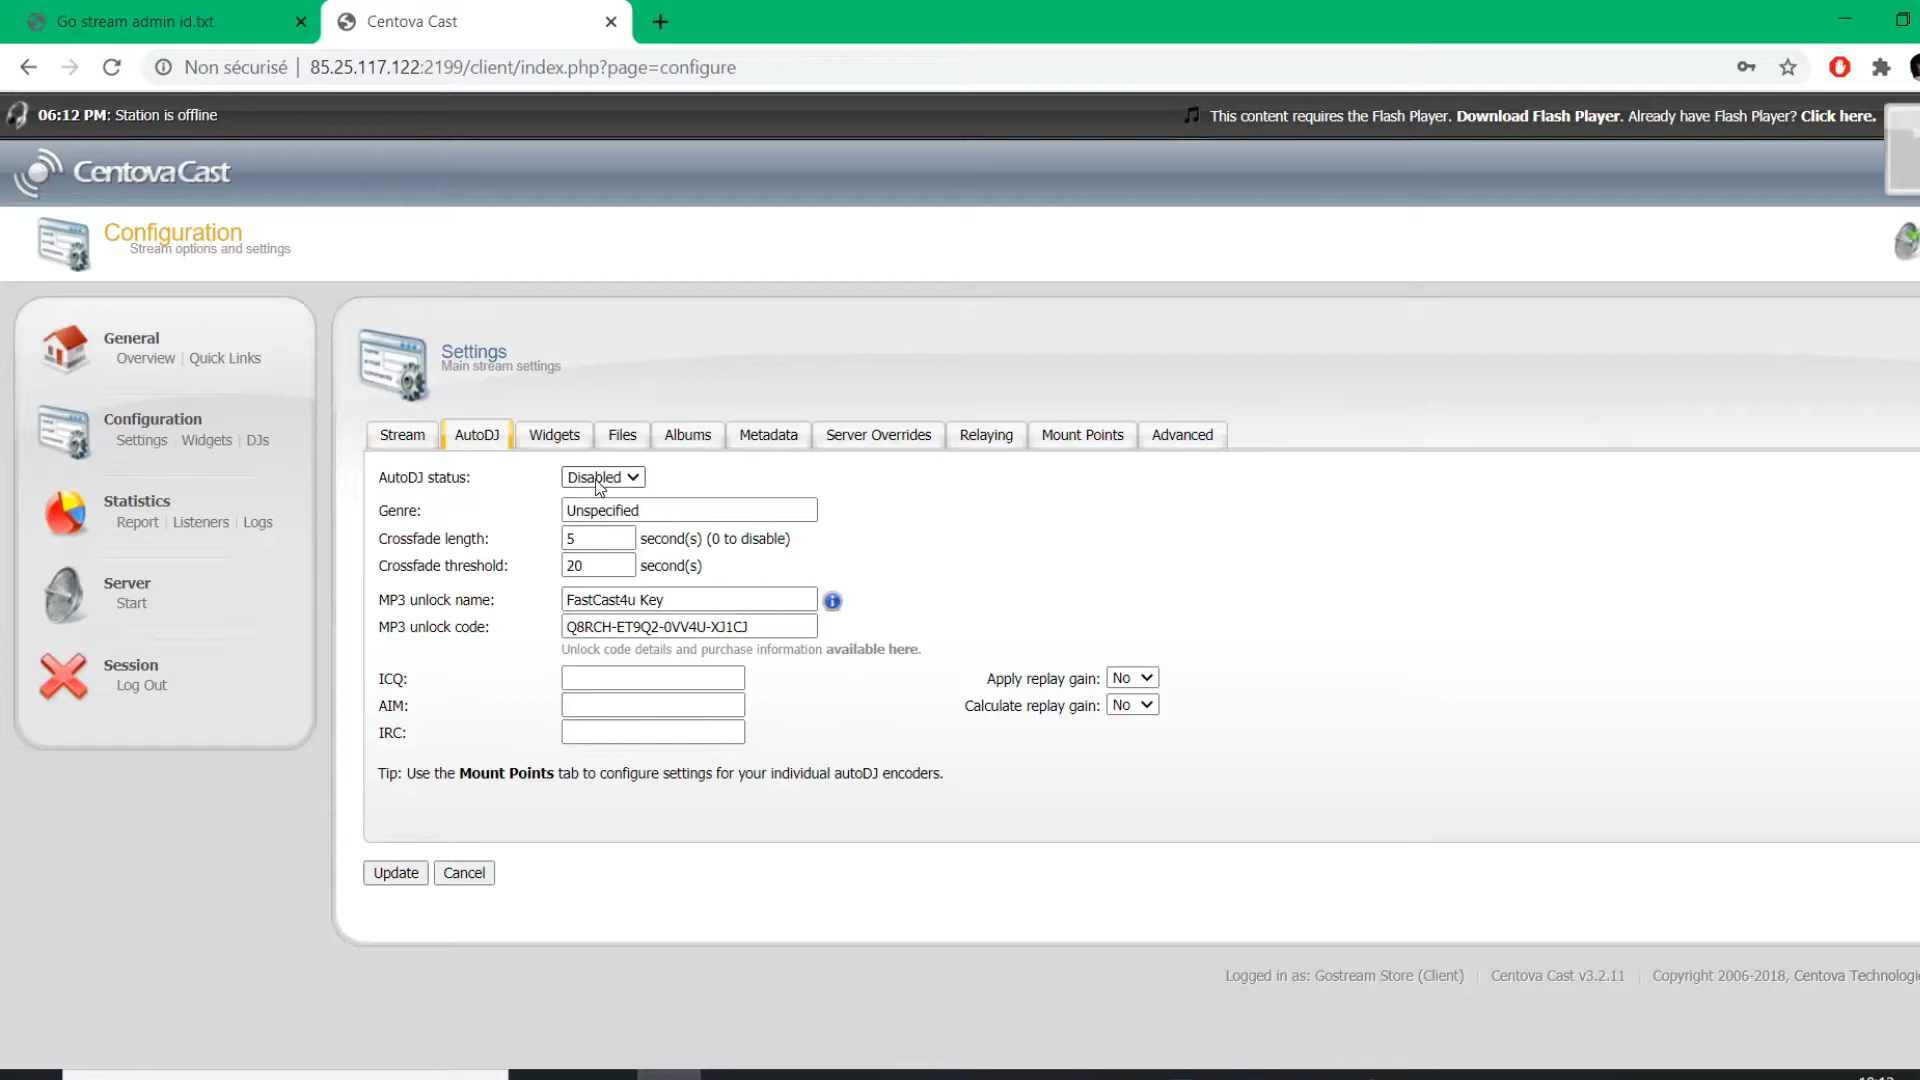 Go stream admin id.txt
Centova Cast
Non sécurisé | 85.25.117.122:2199/client/index.php?page=configure
06:12 PM: Station is offline
This content requires the Flash Player. Download Flash Player. Already have Flash Player? Click here.
CentovaCast
Configuration
Stream options and settings
General
Overview | Quick Links
Configuration
Settings | Widgets | DJs
Statistics
Report | Listeners | Logs
Server
Start
Session
Log Out
Settings
Main stream settings
Stream AutoDJ Widgets Files Albums Metadata Server Overrides Relaying Mount Points Advanced
AutoDJ status: Disabled
Genre: Unspecified
Crossfade length: 5 second(s) (0 to disable)
Crossfade threshold: 20 second(s)
MP3 unlock name: FastCast4u Key
MP3 unlock code: Q8RCH-ET9Q2-0VV4U-XJ1CJ
Unlock code details and purchase information available here.
ICQ: Apply replay gain: No
AIM: Calculate replay gain: No
IRC:
Tip: Use the Mount Points tab to configure settings for your individual autoDJ encoders.
Update Cancel
Logged in as: Gostream Store (Client) | Centova Cast v3.2.11 | Copyright 2006-2018, Centova Technologi